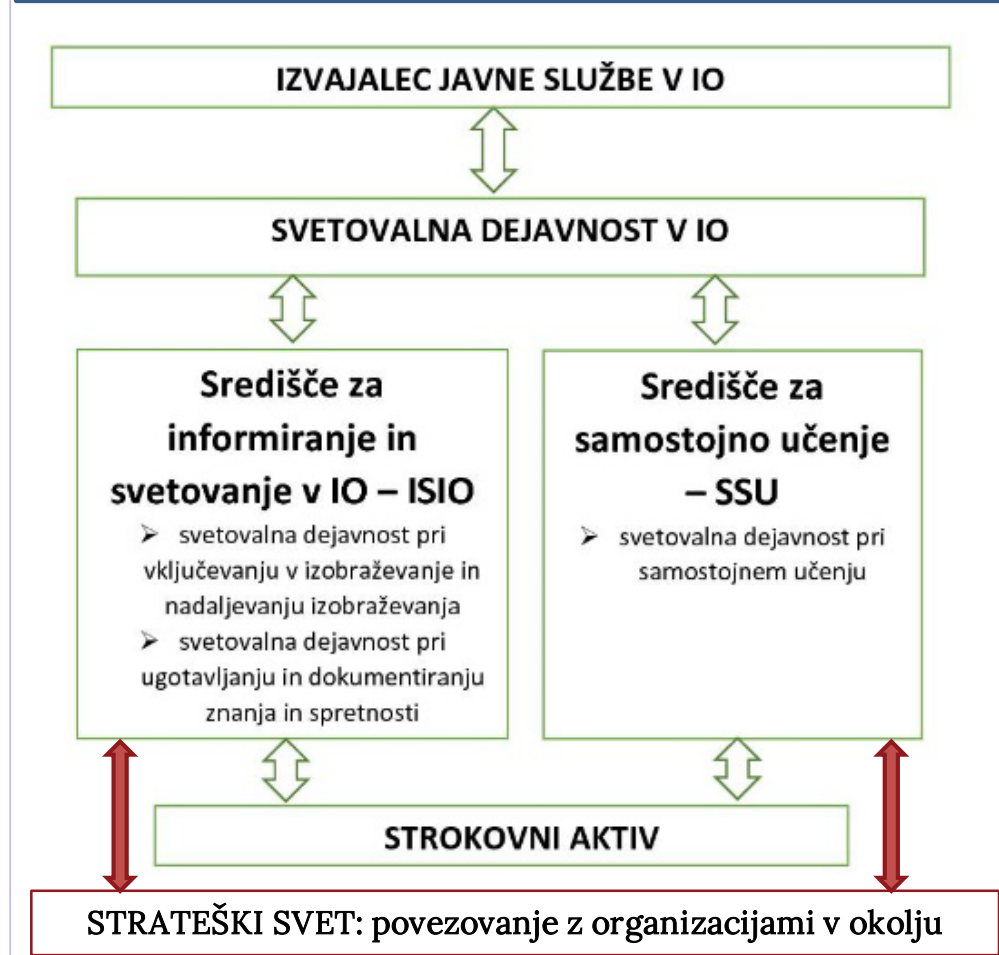 IZVAJALEC JAVNE SLUŽBE V IO
SVETOVALNA DEJAVNOST V IO
Središče za
informiranje in
svetovanje v IO – ISIO
➢ svetovalna dejavnost pri
vključevanju v izobraževanje in
nadaljevanju izobraževanja
➢ svetovalna dejavnost pri
ugotavljanju in dokumentiranju
znanja in spretnosti
Središče za
samostojno učenje
– SSU
➢ svetovalna dejavnost pri
samostojnem učenju
STROKOVNI AKTIV
STRATEŠKI SVET: povezovanje z organizacijami v okolju